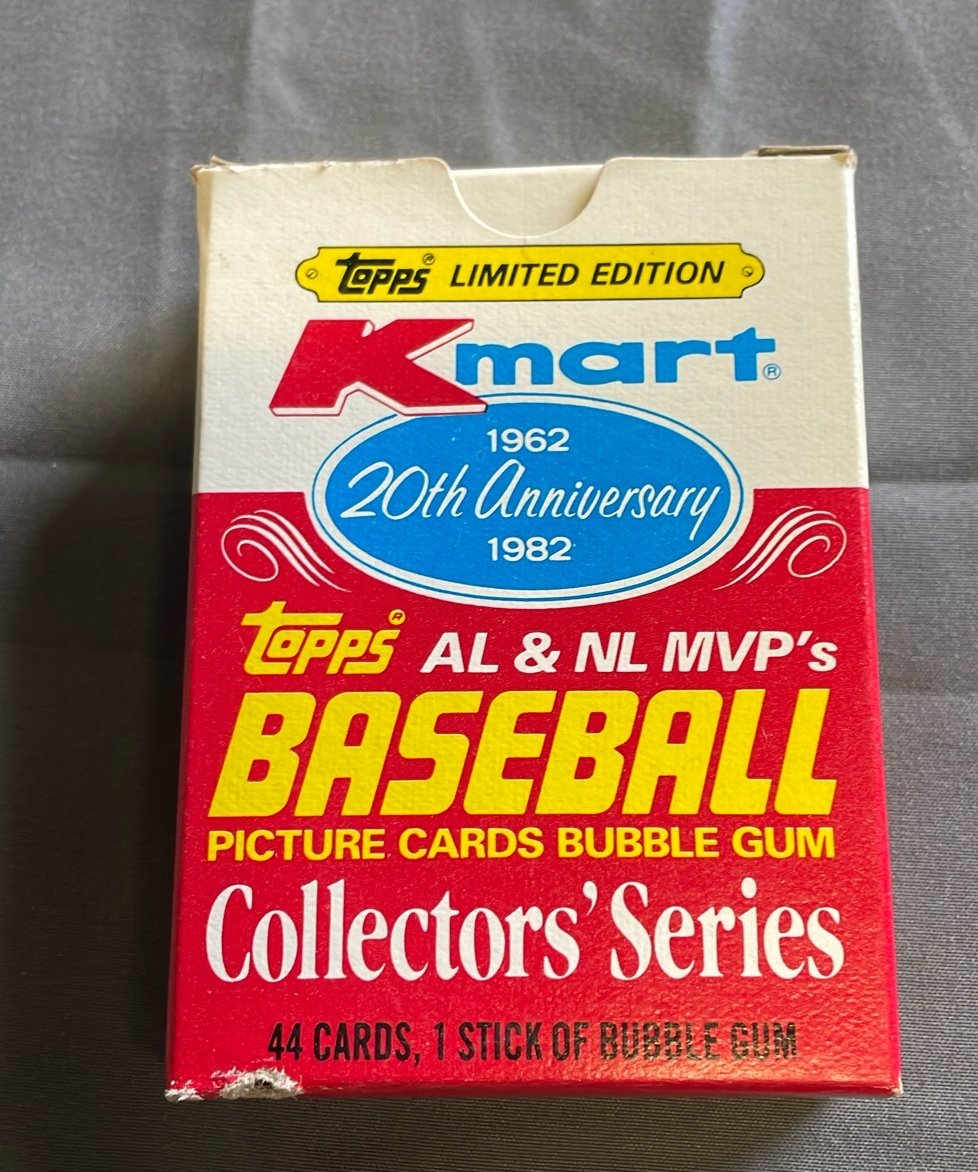 Topps® LIMITED EDITION
Kmart®
1962
20th Anniversary
1982
Topps® AL & NL MVP's
BASEBALL
PICTURE CARDS BUBBLE GUM
Collectors' Series
44 CARDS, 1 STICK OF BUBBLE GUM